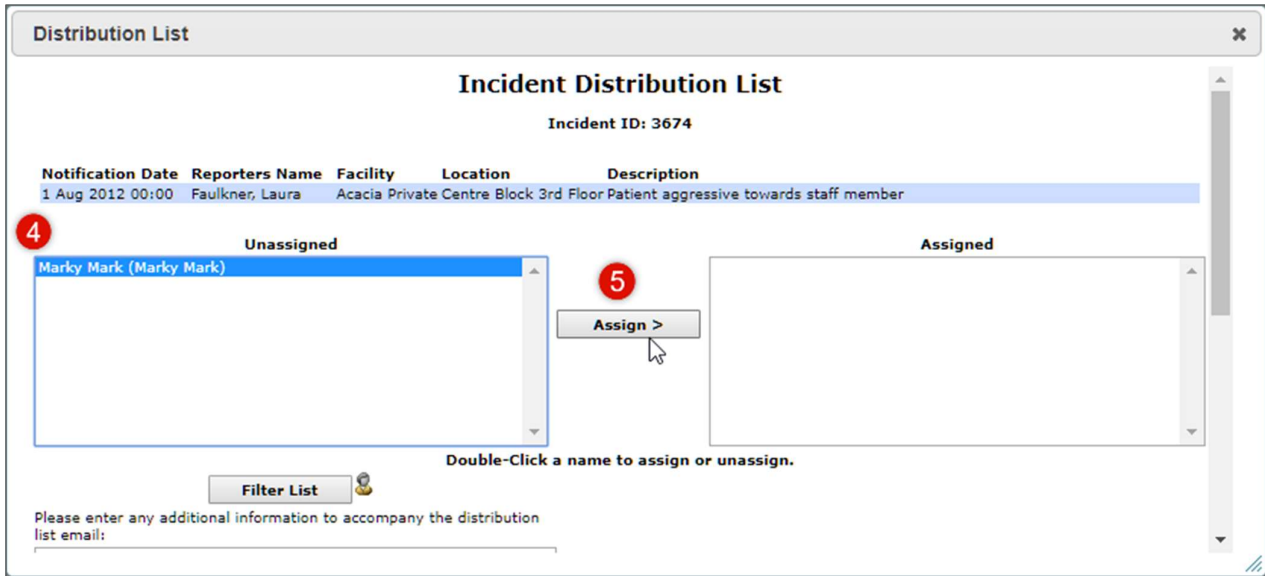 Distribution List
Incident Distribution List
Incident ID: 3674
Notification Date Reporters Name Facility Location Description
1 Aug 2012 00:00 Faulkner, Laura Acacia Private Centre Block 3rd Floor Patient aggressive towards staff member
4
Unassigned
Assigned
Marky Mark (Marky Mark)
5
Assign >
Double-Click a name to assign or unassign.
Filter List
Please enter any additional information to accompany the distribution
list email: